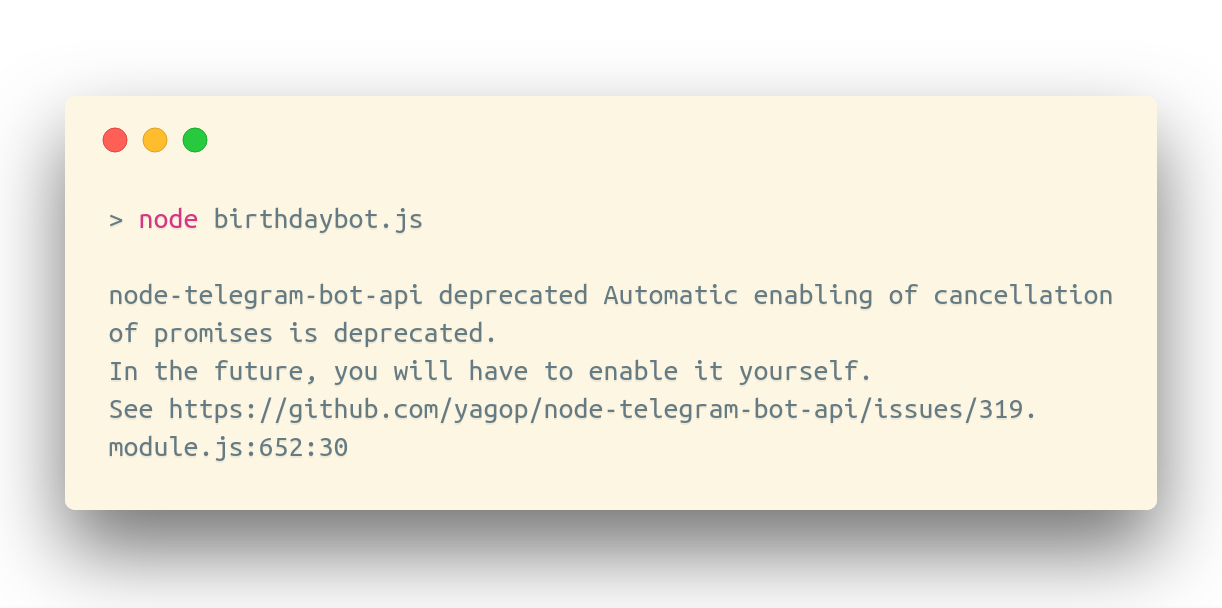 > node birthdaybot.js
node-telegram-bot-api deprecated Automatic enabling of cancellation
of promises is deprecated.
In the future, you will have to enable it yourself.
See https://github.com/yagop/node-telegram-bot-api/issues/319.
module.js:652:30